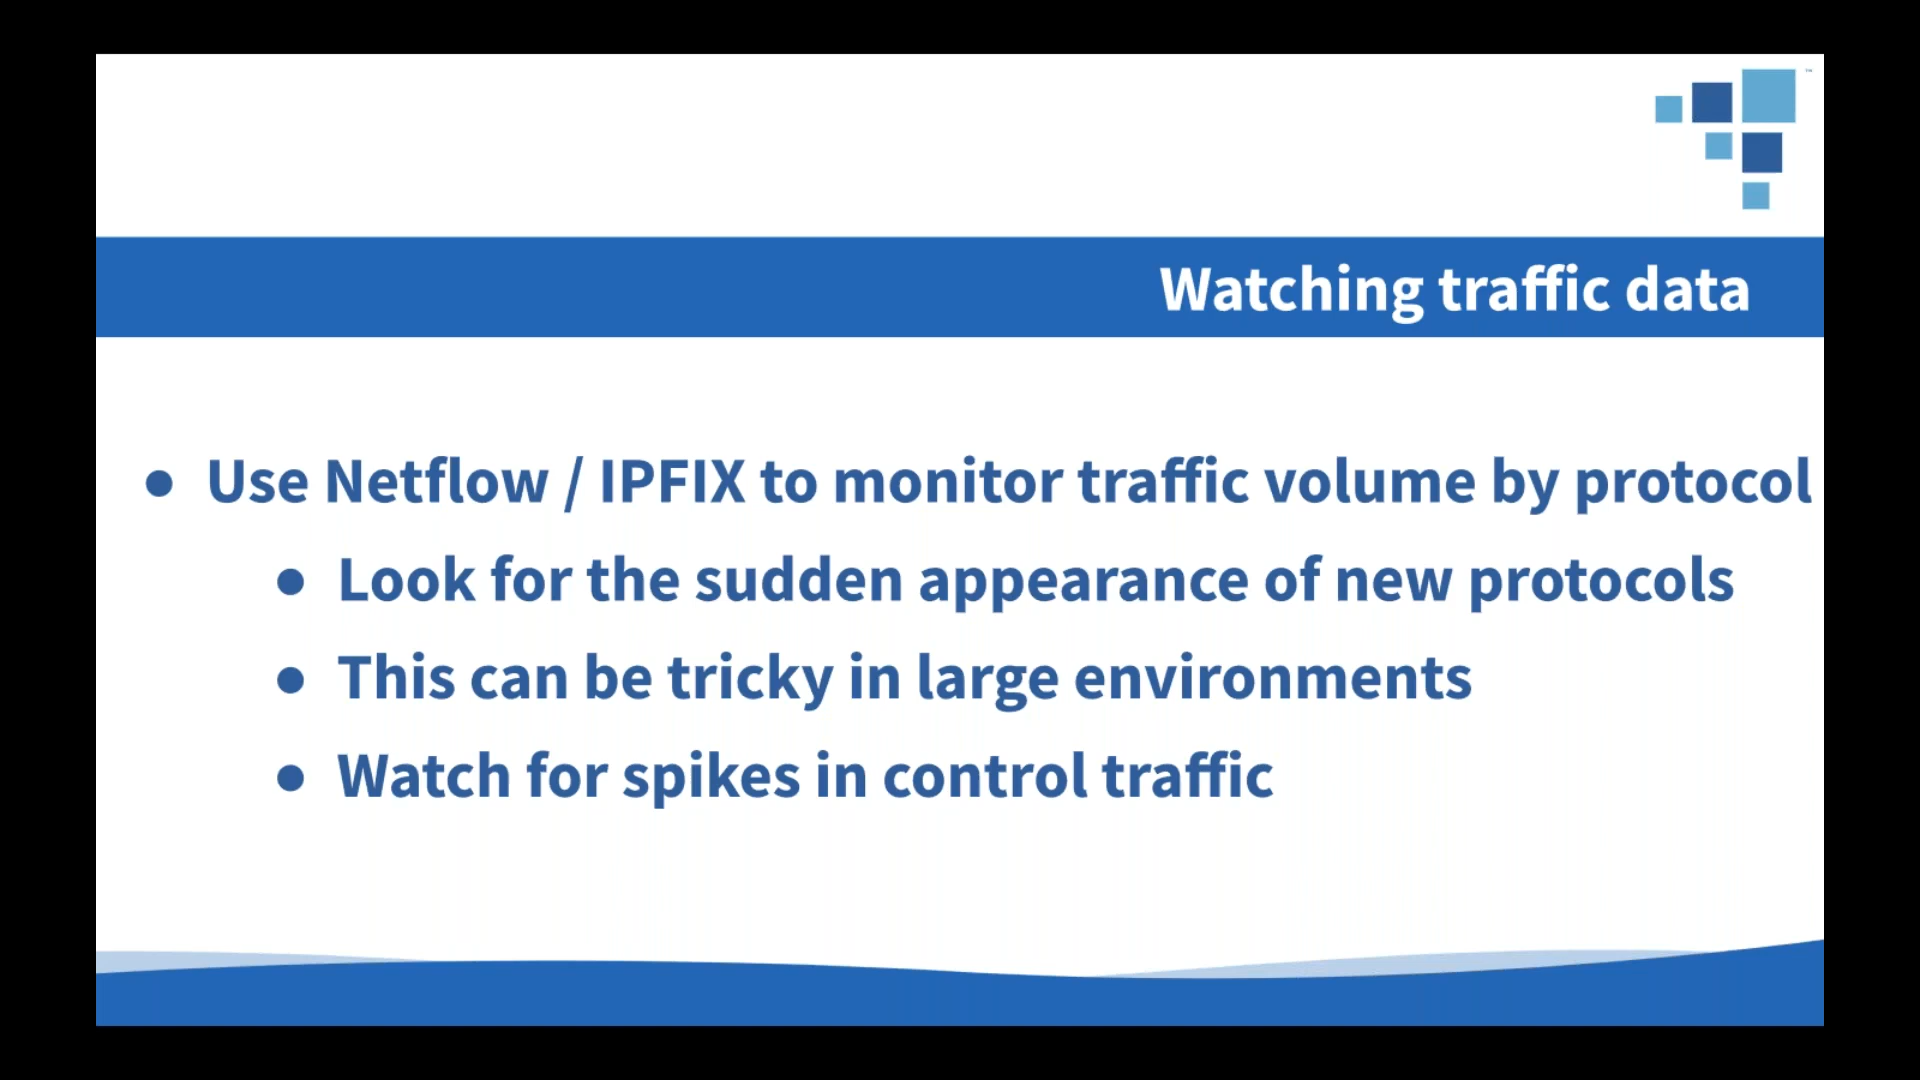 Watching traffic data
● Use Netflow / IPFIX to monitor traffic volume by protocol
● Look for the sudden appearance of new protocols
● This can be tricky in large environments
● Watch for spikes in control traffic